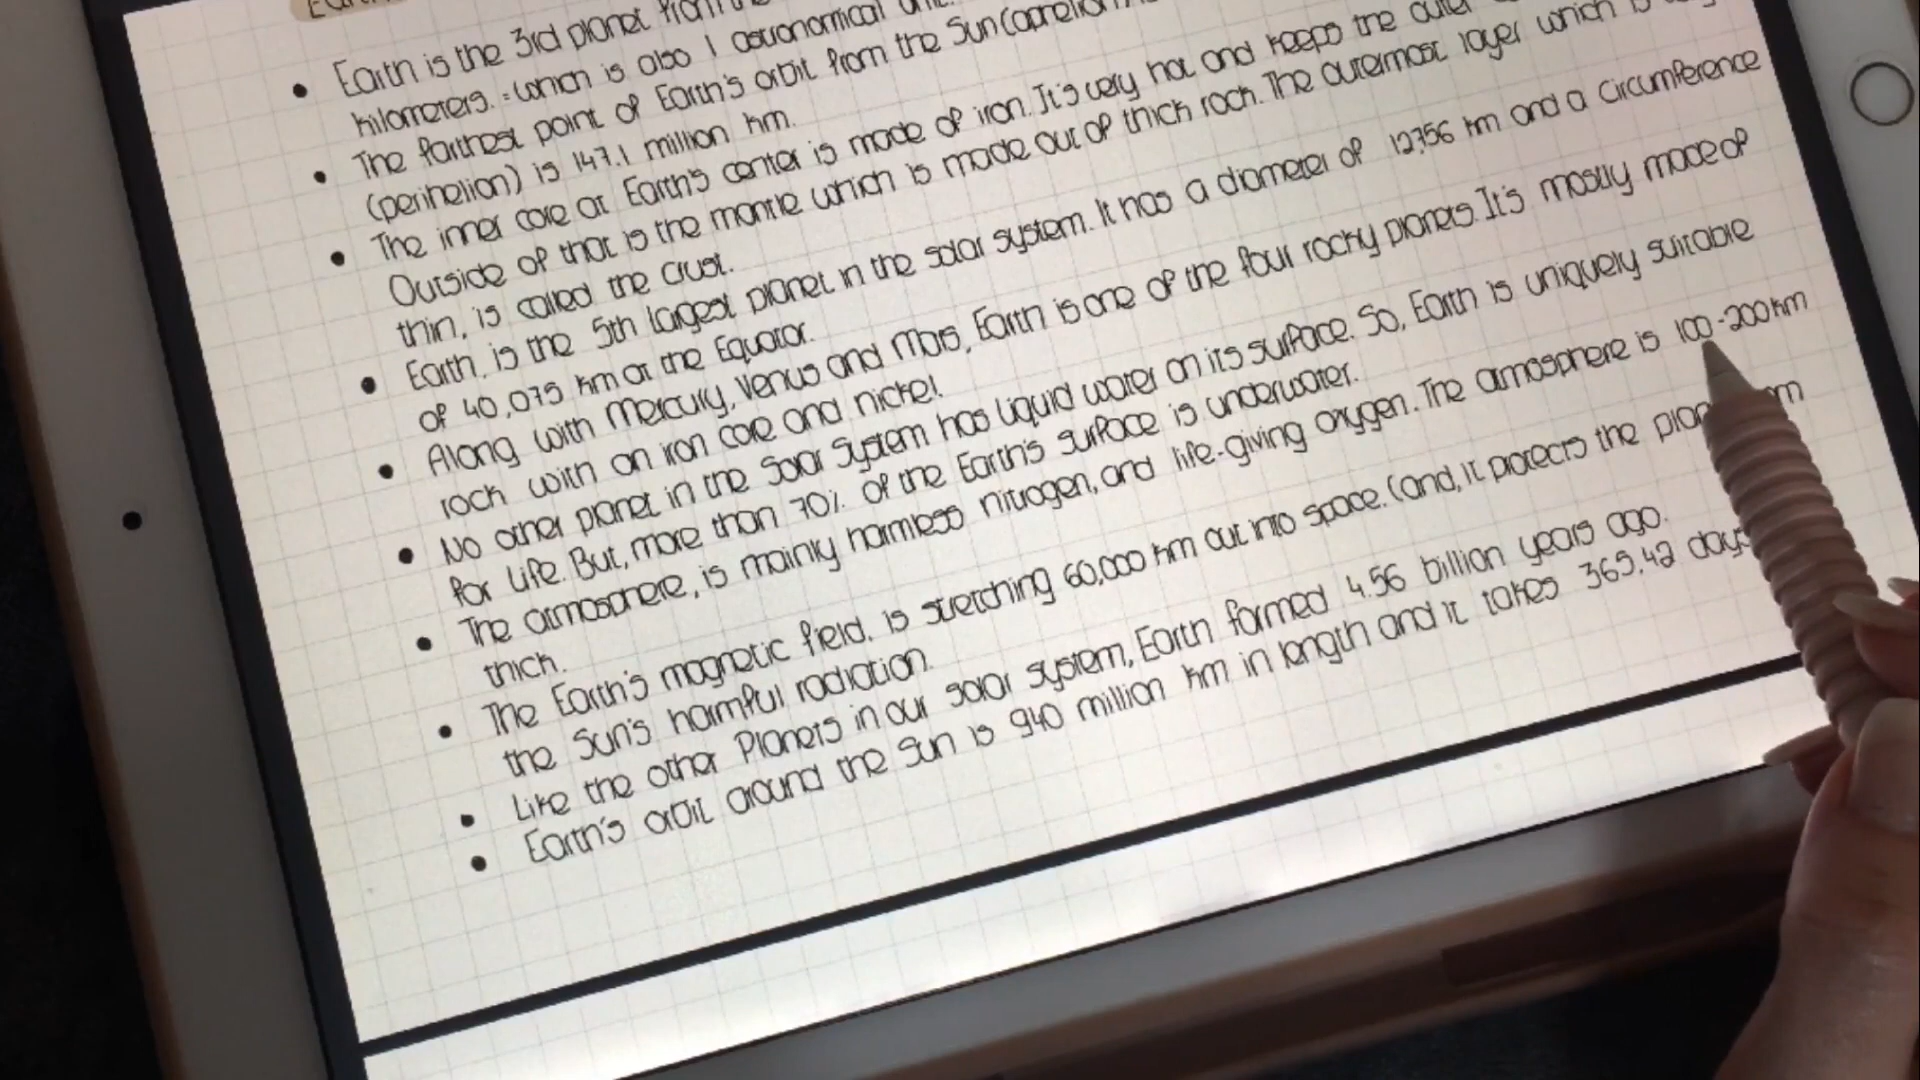 Earth is the 3rd planet from the
kilometers. = which is also 1 astronomical unit.
The farthest point of Earth's orbit from the Sun (aphelion)
(perihelion) is 147.1 million km.
The inner core at Earth's center is made of iron. It's very hot and keeps the outer
Outside of that is the mantle which is made out of thick rock. The outermost layer which is
thin, is called the crust.
Earth, is the 5th largest planet in the solar system. It has a diameter of 12,756 km and a circumference
of 40,075 km at the Equator.
Along with Mercury, Venus and Mars, Earth is one of the four rocky planets. It's mostly made of
rock with an iron core and nickel.
No other planet in the Solar System has liquid water on its surface. So, Earth is uniquely suitable
for life. But, more than 70% of the Earth's surface is underwater.
The atmosphere, is mainly harmless nitrogen, and life-giving oxygen. The atmosphere is 100-200km
thick.
The Earth's magnetic field, is stretching 60,000 km out into space. (and, it protects the
the Sun's harmful radiation.
Like the other Planets in our solar system, Earth formed 4.56 billion years ago.
Earth's orbit around the Sun is 940 million km in length and it takes 365.42 days